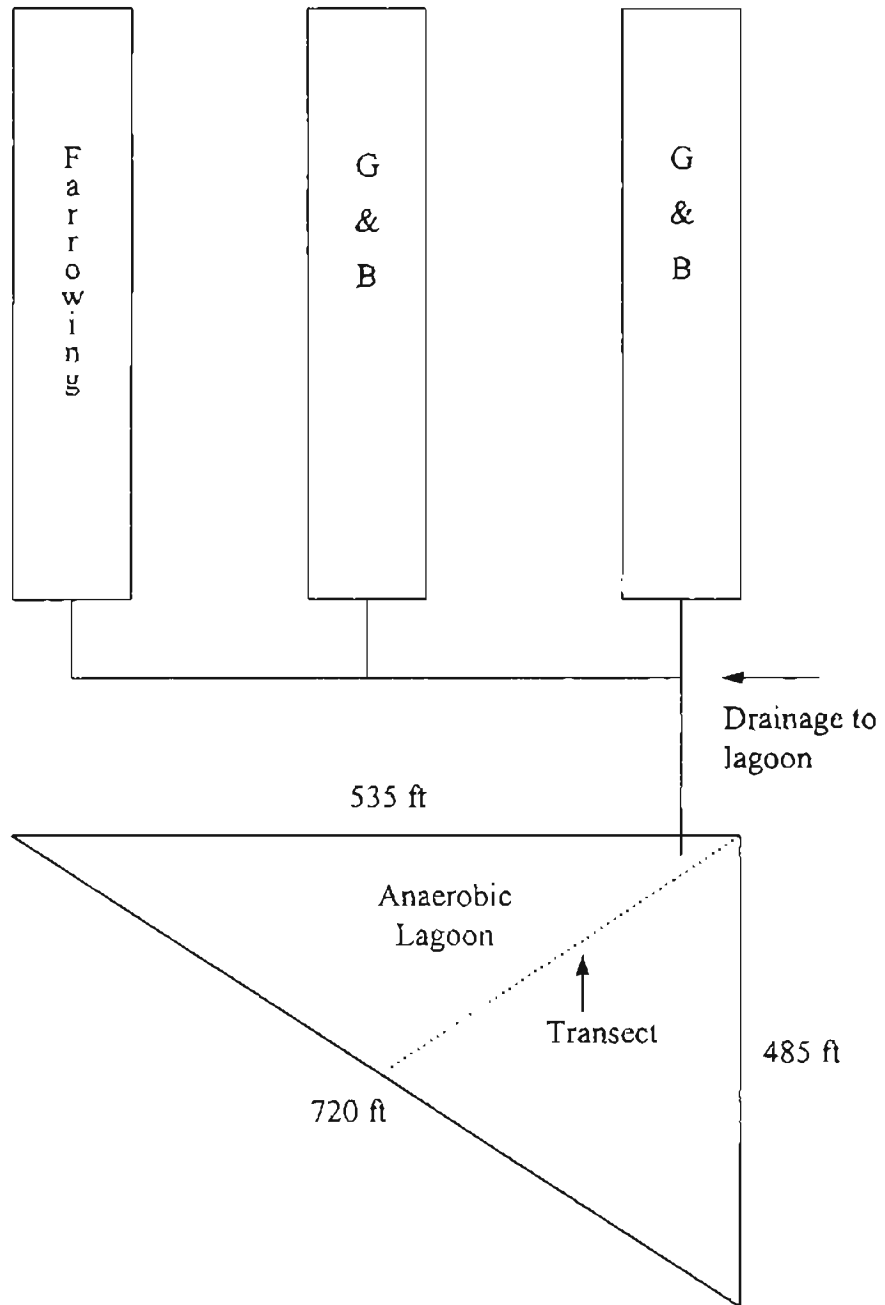 Farrowing
G
&
B
G
&
B
Drainage to
lagoon
535 ft
Anaerobic
Lagoon
Transect
485 ft
720 ft